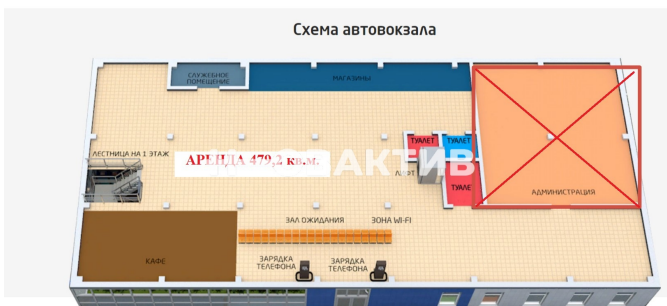 Схема автовокзала
СЛУЖЕБНОЕ
ПОМЕЩЕНИЕ
МАГАЗИНЫ
ТУАЛЕТ
ТУАЛЕТ
ЛЕСТНИЦА НА 1 ЭТАЖ
АРЕНДА 479,2 кв.м.
АКТИВ
ЛИФТ
ТУАЛЕ
АДМИНИСТРАЦИЯ
ЗАЛ ОЖИДАНИЯ
ЗОНА WI-FI
КАФЕ
ЗАРЯДКА
ТЕЛЕФОНА
ЗАРЯДКА
ТЕЛЕФОНА